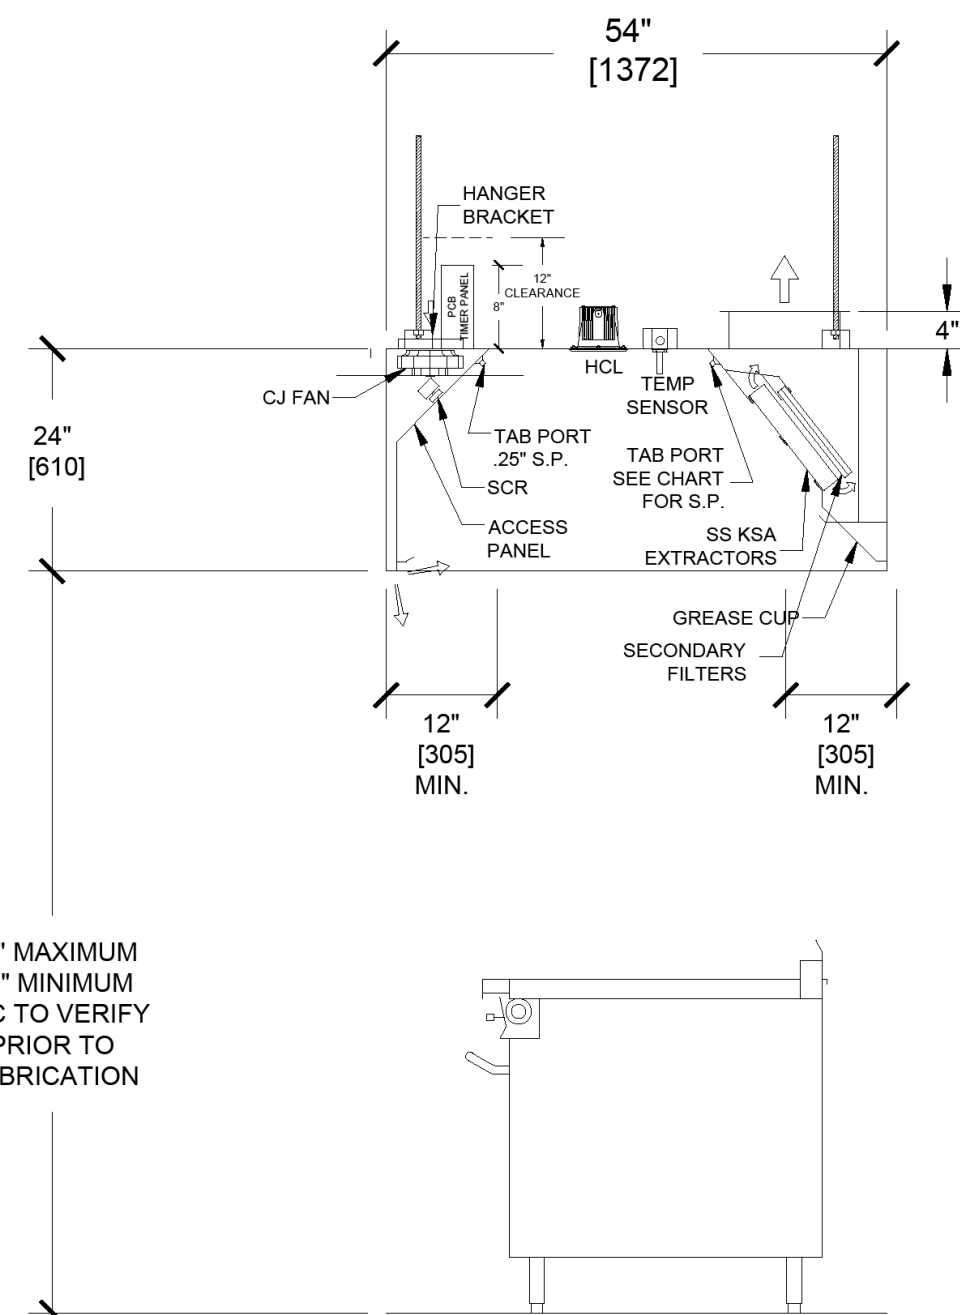 54"
[1372]
HANGER
BRACKET
12"
CLEARANCE
8"
PCB
TIMER PANEL
4"
HCL
TEMP
SENSOR
CJ FAN
24"
[610]
TAB PORT
.25" S.P.
TAB PORT
SEE CHART
FOR S.P.
SCR
ACCESS
PANEL
SS KSA
EXTRACTORS
GREASE CUP
SECONDARY
FILTERS
12"
[305]
MIN.
12"
[305]
MIN.
" MAXIMUM
" MINIMUM
C TO VERIFY
PRIOR TO
BRICATION